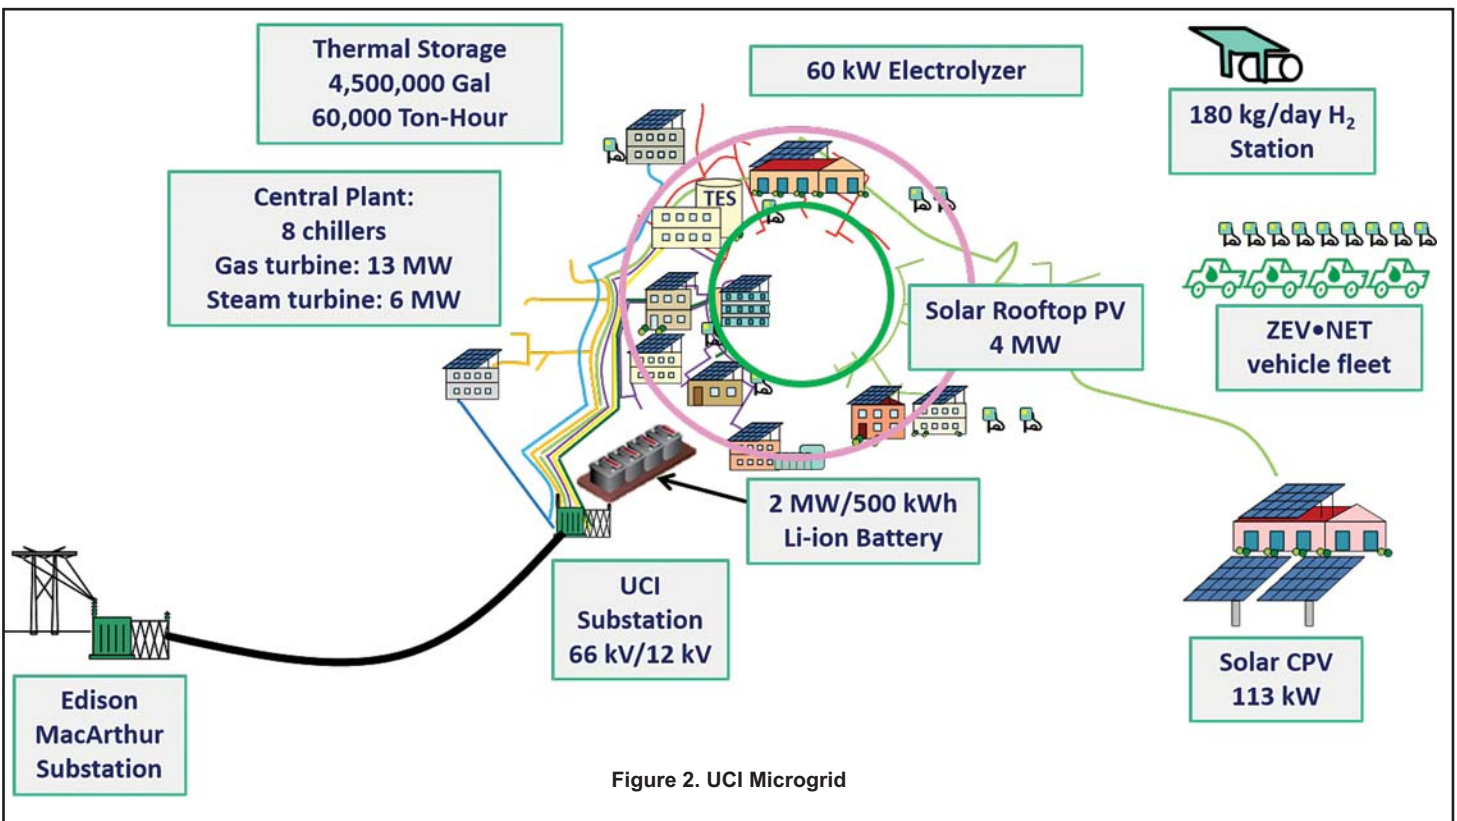 Thermal Storage
4,500,000 Gal
60,000 Ton-Hour
60 kW Electrolyzer
180 kg/day H₂
Station
Central Plant:
8 chillers
Gas turbine: 13 MW
Steam turbine: 6 MW
TES
Solar Rooftop PV
4 MW
ZEV•NET
vehicle fleet
2 MW/500 kWh
Li-ion Battery
UCI
Substation
66 kV/12 kV
Solar CPV
113 kW
Edison
MacArthur
Substation
Figure 2. UCI Microgrid